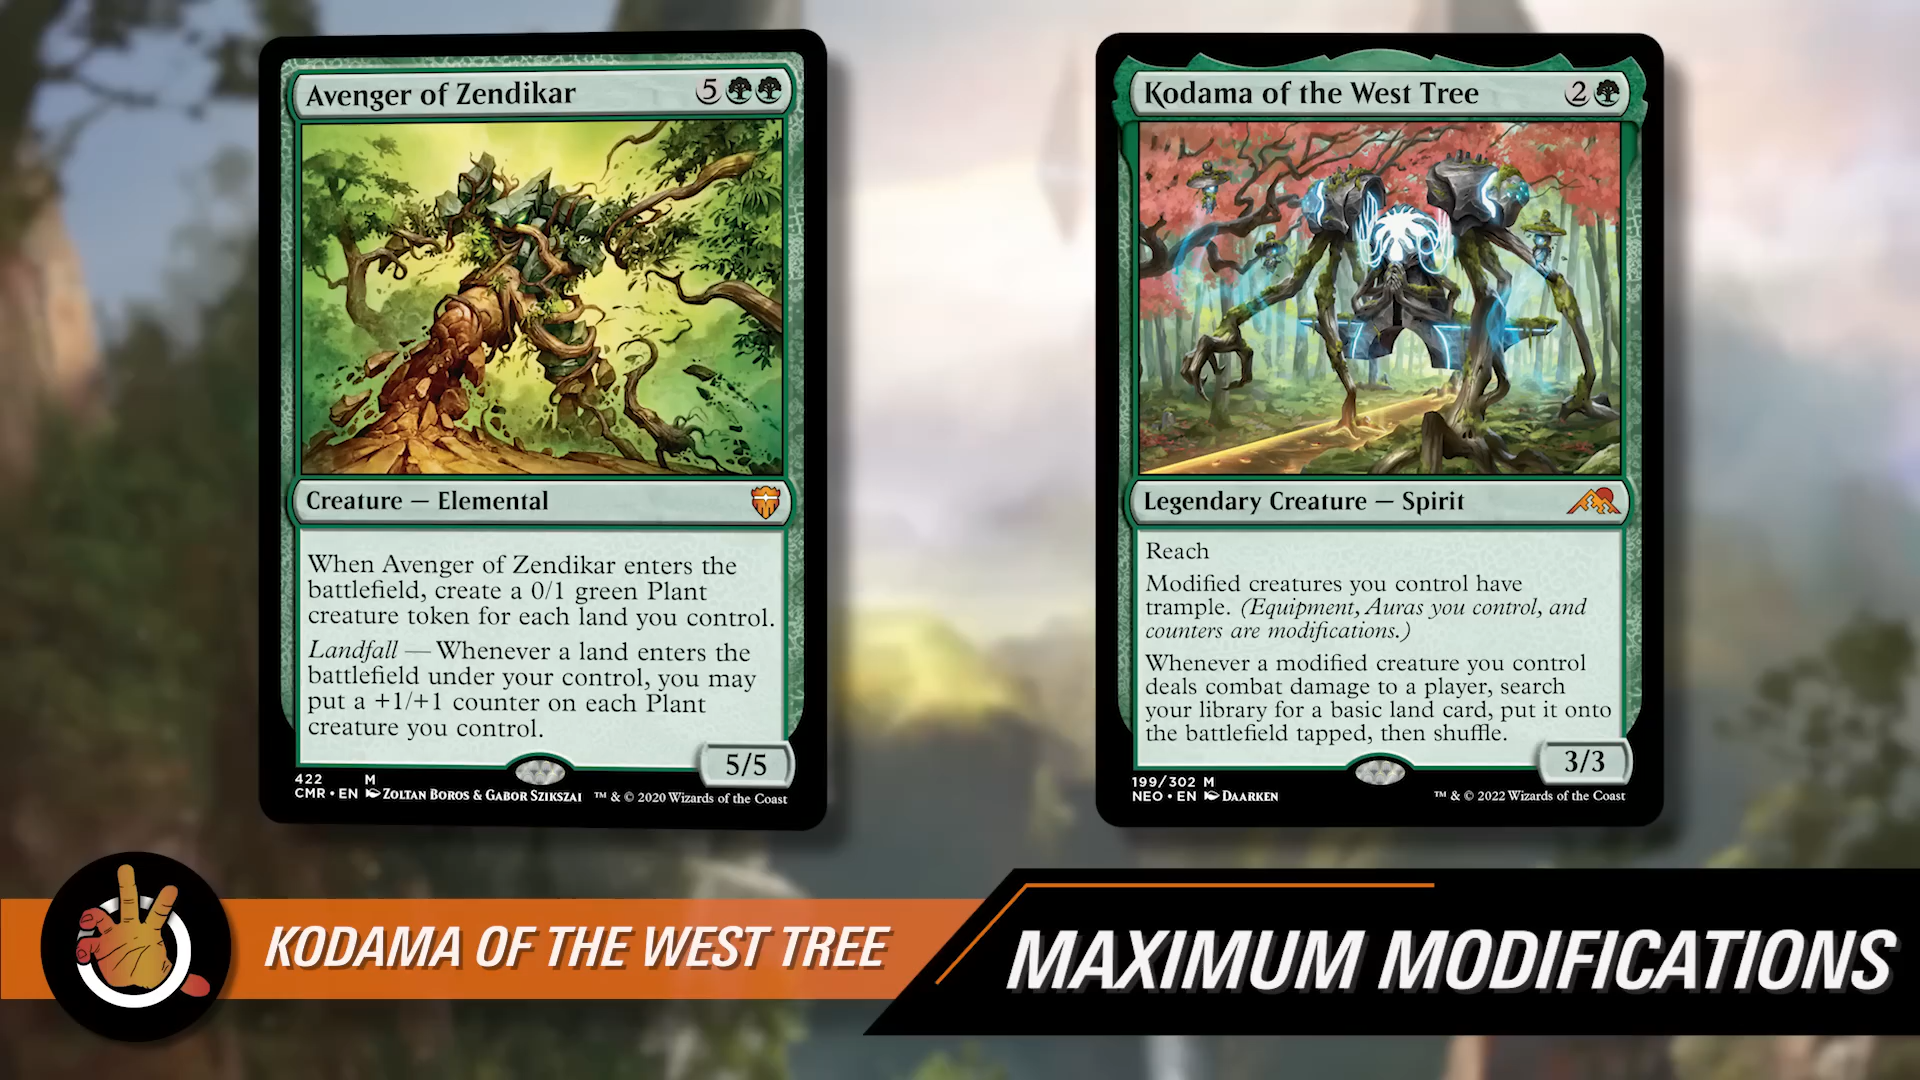 Avenger of Zendikar 5
Creature — Elemental
When Avenger of Zendikar enters the
battlefield, create a 0/1 green Plant
creature token for each land you control.
Landfall — Whenever a land enters the
battlefield under your control, you may
put a +1/+1 counter on each Plant
creature you control.
5/5
422 M
CMR • EN Zoltan Boros & Gabor Szikszai ™ & © 2020 Wizards of the Coast
Kodama of the West Tree 2
Legendary Creature — Spirit
Reach
Modified creatures you control have
trample. (Equipment, Auras you control, and
counters are modifications.)
Whenever a modified creature you control
deals combat damage to a player, search
your library for a basic land card, put it onto
the battlefield tapped, then shuffle.
3/3
199/302 M
NEO • EN Daarken ™ & © 2022 Wizards of the Coast
KODAMA OF THE WEST TREE
MAXIMUM MODIFICATIONS